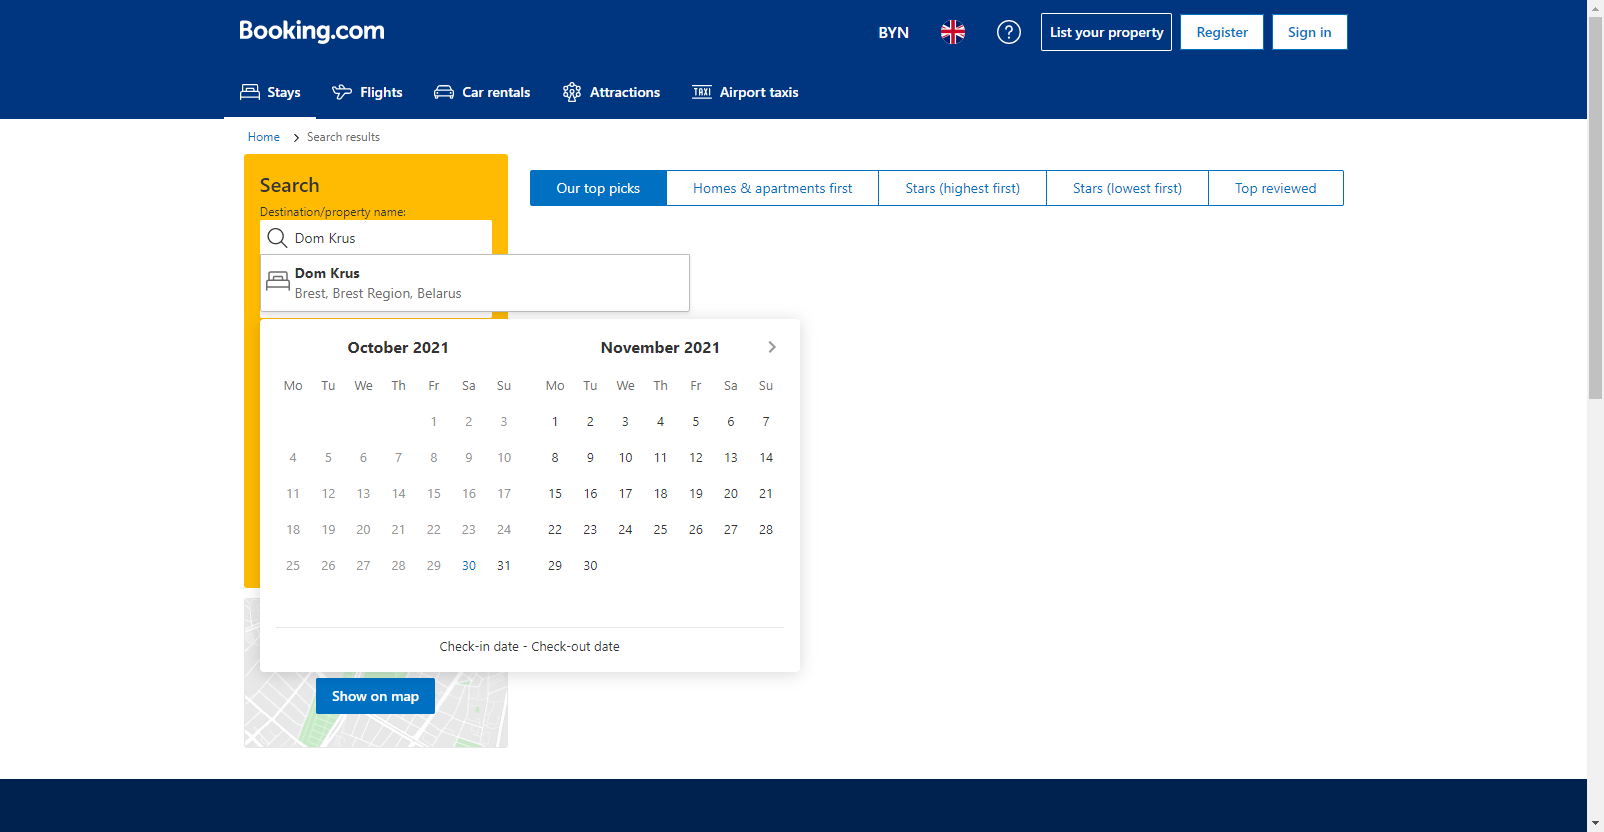 Booking.com
BYN
?
List your property
Register
Sign in
Stays
Flights
Car rentals
TAXI
Attractions
Airport taxis
Home
Search results
Search
Destination/property name:
Dom Krus
Dom Krus
Brest, Brest Region, Belarus
Our top picks
Homes & apartments first
Stars (highest first)
Stars (lowest first)
Top reviewed
October 2021
Mo Tu We Th Fr Sa Su
1 2 3
4 5 6 7 8 9 10
11 12 13 14 15 16 17
18 19 20 21 22 23 24
25 26 27 28 29 30 31
November 2021
Mo Tu We Th Fr Sa Su
1 2 3 4 5 6 7
8 9 10 11 12 13 14
15 16 17 18 19 20 21
22 23 24 25 26 27 28
29 30
Check-in date - Check-out date
Show on map